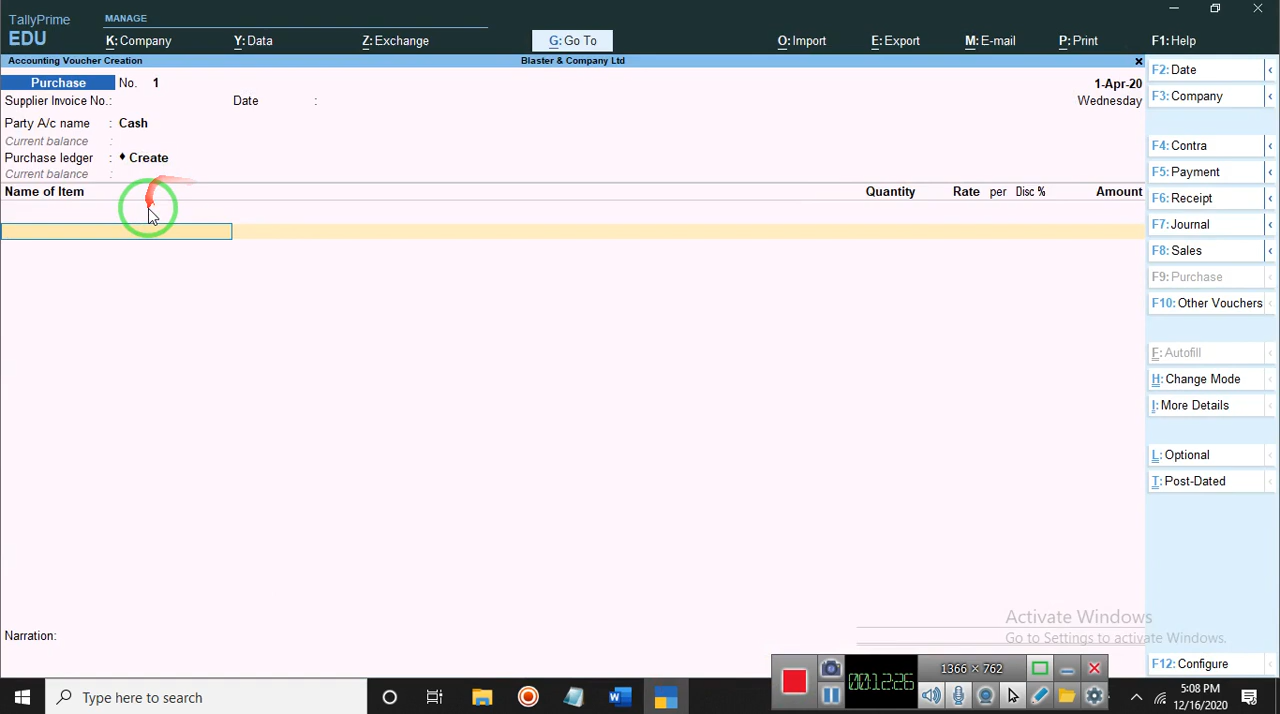 TallyPrime
EDU
MANAGE
K: Company
Y: Data
Z: Exchange
G: Go To
O: Import
E: Export
M: E-mail
P: Print
F1: Help
Accounting Voucher Creation
Blaster & Company Ltd
x
Purchase No. 1
1-Apr-20
Supplier Invoice No.: Date :
Wednesday
Party A/c name : Cash
Current balance :
Purchase ledger : ♦ Create
Current balance :
Name of Item Quantity Rate per Disc % Amount
Narration:
F2: Date
F3: Company
F4: Contra
F5: Payment
F6: Receipt
F7: Journal
F8: Sales
F9: Purchase
F10: Other Vouchers
F: Autofill
H: Change Mode
I: More Details
L: Optional
T: Post-Dated
Activate Windows
Go to Settings to activate Windows.
F12: Configure
00:12:26
1366 × 762
Type here to search
5:08 PM
12/16/2020